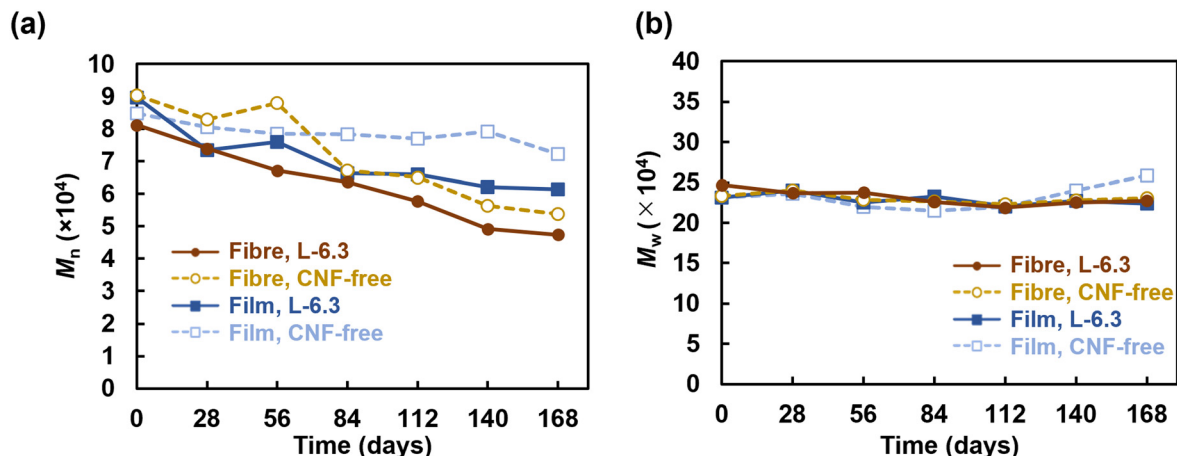 (a)
10
9
8
7
6
5
4
3
2
1
0
Mn (×10⁴)
Fibre, L-6.3
Fibre, CNF-free
Film, L-6.3
Film, CNF-free
0 28 56 84 112 140 168
Time (days)
(b)
40
35
30
25
20
15
10
5
0
Mw (×10⁴)
Fibre, L-6.3
Fibre, CNF-free
Film, L-6.3
Film, CNF-free
0 28 56 84 112 140 168
Time (days)